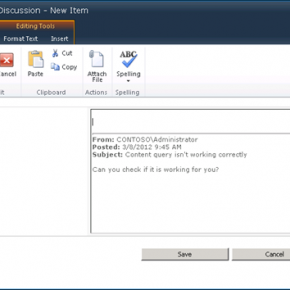 Discussion - New Item
Editing Tools
Format Text Insert
Cancel
Paste
Cut
Copy
Attach File
ABC
Spelling
Clipboard
Actions
Spelling
From: CONTOSO\Administrator
Posted: 3/8/2012 9:45 AM
Subject: Content query isn't working correctly
Can you check if it is working for you?
Save
Cancel